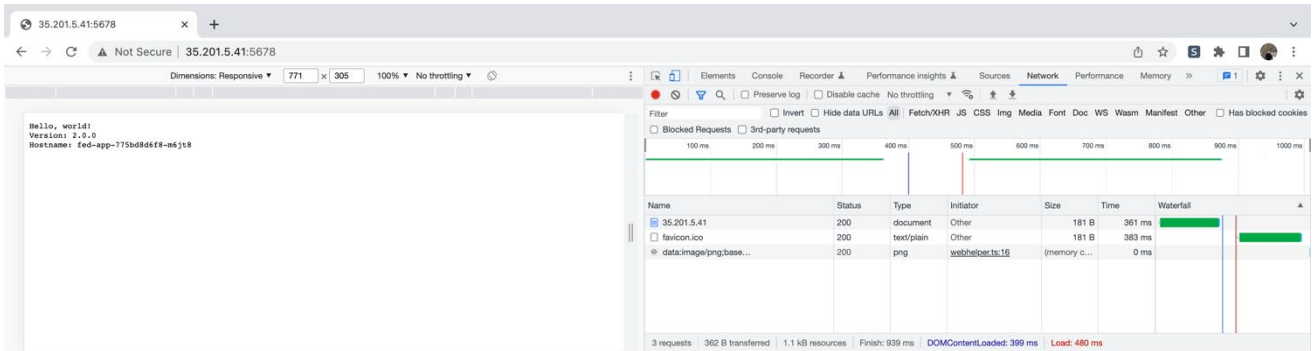 35.201.5.41:5678
Not Secure | 35.201.5.41:5678
Dimensions: Responsive ▼ 771 x 305 100% ▼ No throttling ▼
Elements Console Recorder Performance insights Sources Network Performance Memory » 1
Preserve log Disable cache No throttling ▼
Filter Invert Hide data URLs All Fetch/XHR JS CSS Img Media Font Doc WS Wasm Manifest Other Has blocked cookies
Blocked Requests 3rd-party requests
100 ms 200 ms 300 ms 400 ms 500 ms 600 ms 700 ms 800 ms 900 ms 1000 ms
Hello, world!
Version: 2.0.0
Hostname: fed-app-775bd8d6f8-m6jt8
Name Status Type Initiator Size Time Waterfall
35.201.5.41 200 document Other 181 B 361 ms
favicon.ico 200 text/plain Other 181 B 383 ms
data:image/png;base... 200 png webhelper.ts:16 (memory c... 0 ms
3 requests 362 B transferred 1.1 kB resources Finish: 939 ms DOMContentLoaded: 399 ms Load: 480 ms